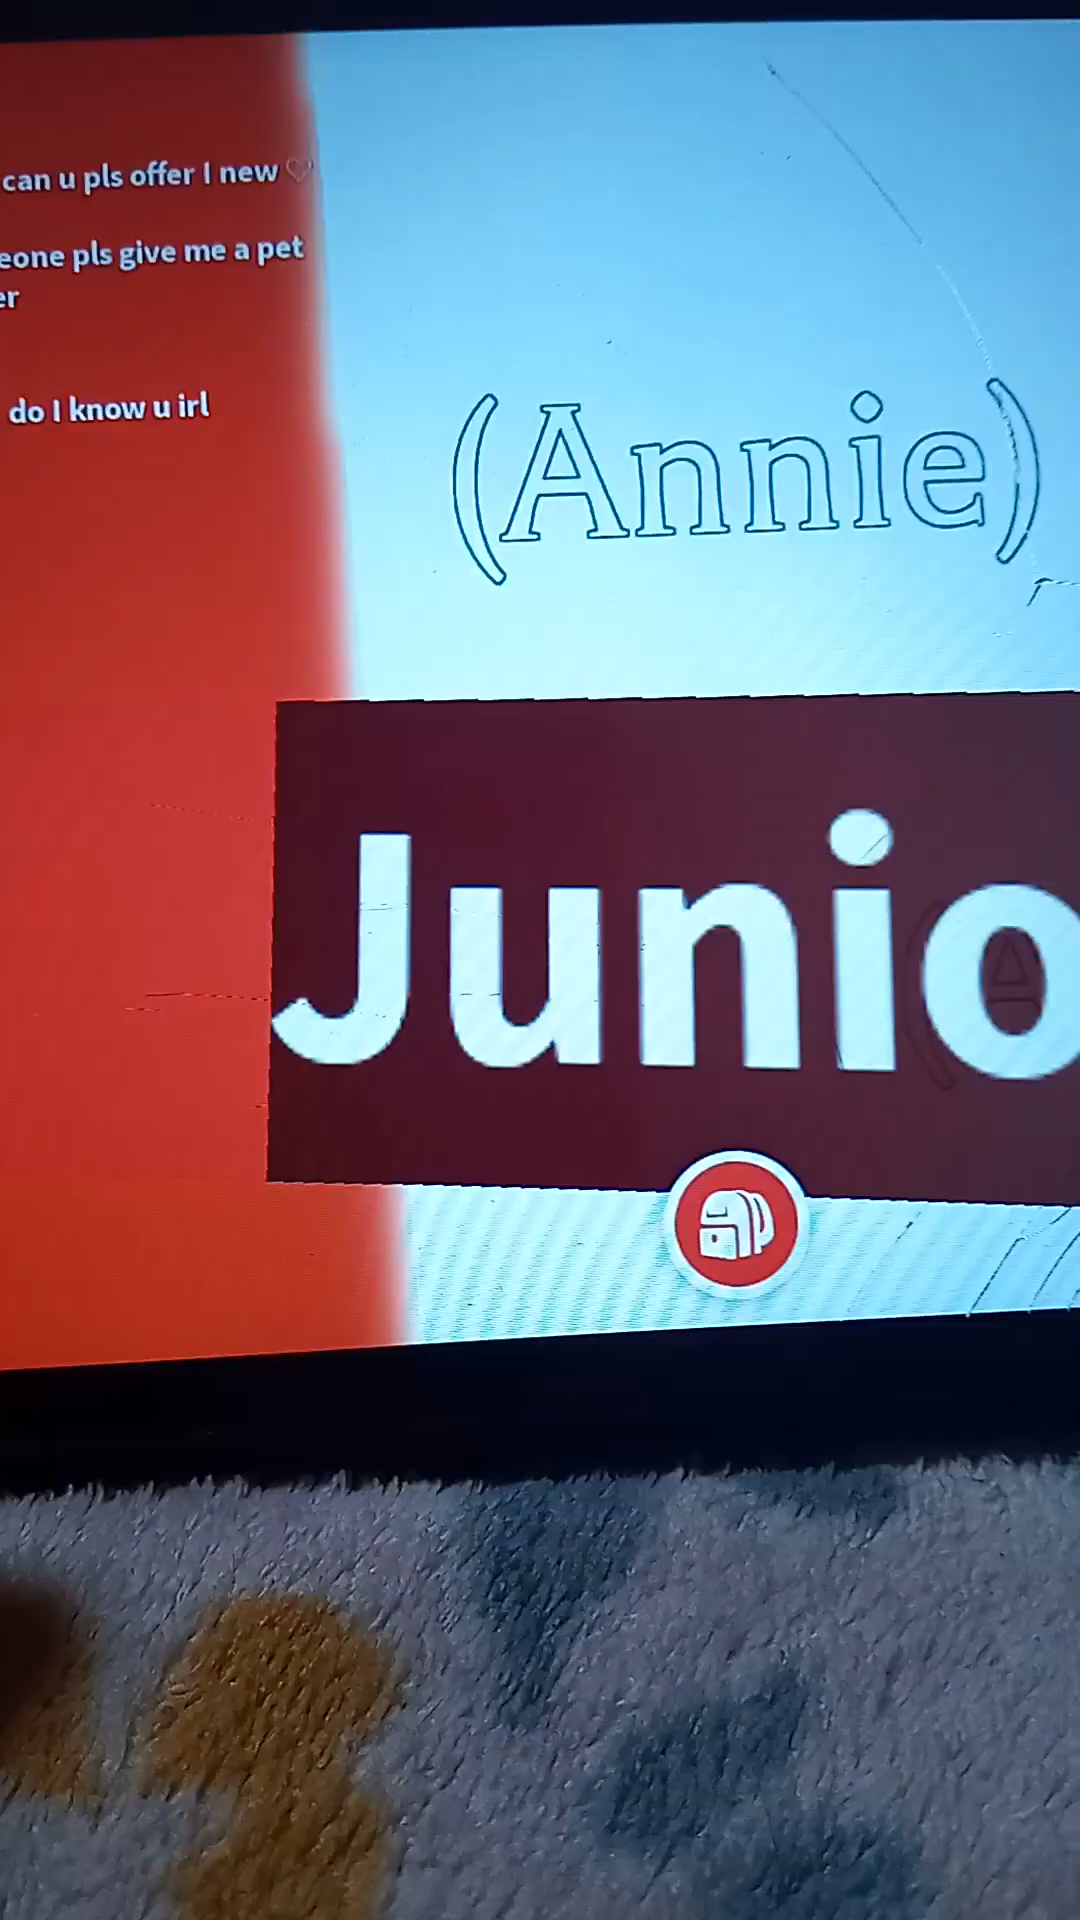 can u pls offer I new ♡
eone pls give me a pet
er
do I know u irl
(Annie)
Junio
(A